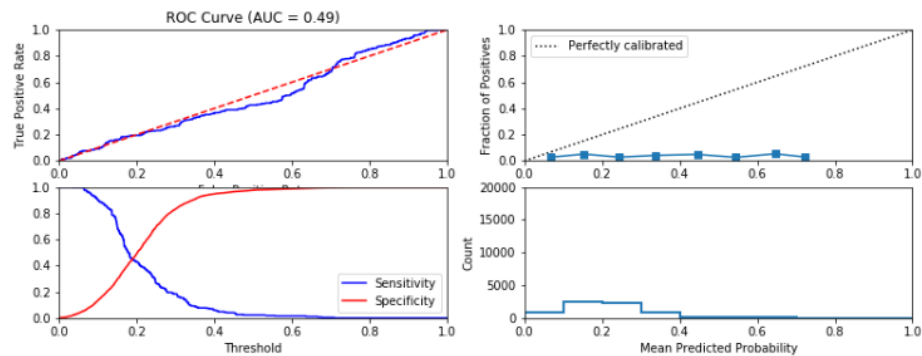 ROC Curve (AUC = 0.49)
True Positive Rate
1.0
0.8
0.6
0.4
0.2
0.0
0.0 0.2 0.4 0.6 0.8 1.0
Fraction of Positives
1.0
0.8
0.6
0.4
0.2
0.0
Perfectly calibrated
0.0 0.2 0.4 0.6 0.8 1.0
1.0
0.8
0.6
0.4
0.2
0.0
Sensitivity
Specificity
0.0 0.2 0.4 0.6 0.8 1.0
Threshold
Count
20000
15000
10000
5000
0
0.0 0.2 0.4 0.6 0.8 1.0
Mean Predicted Probability